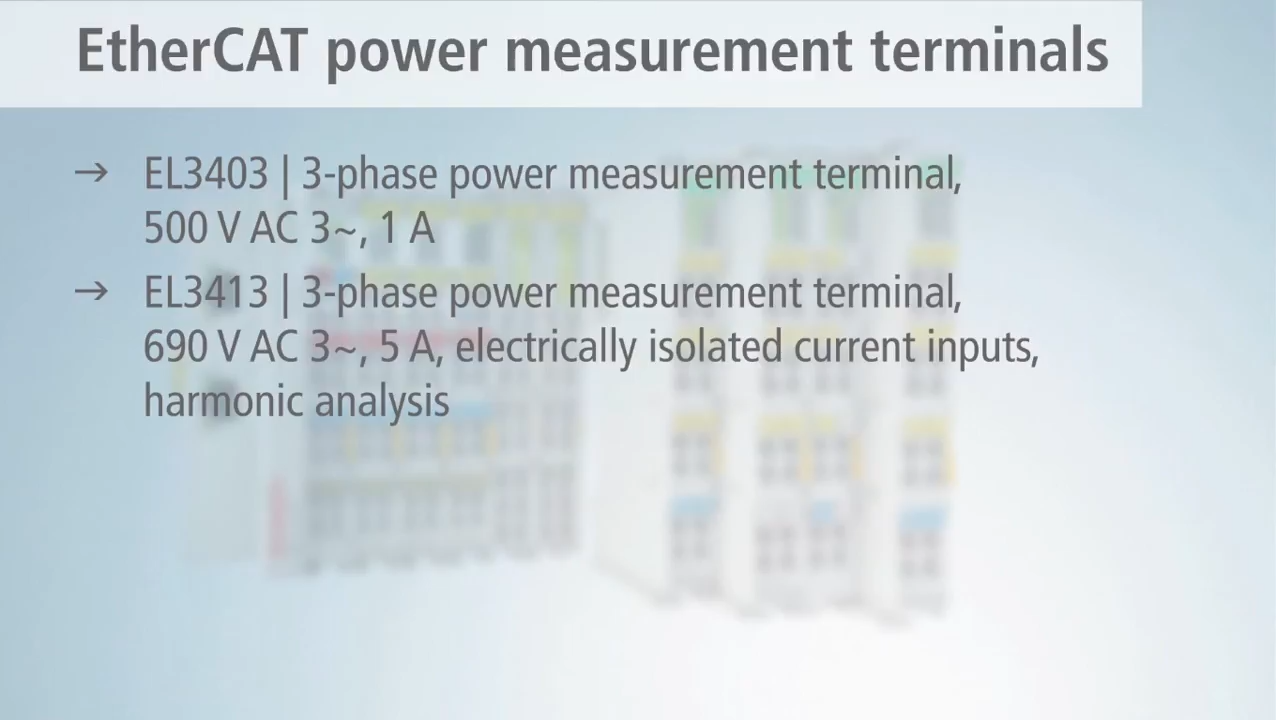 EtherCAT power measurement terminals
→ EL3403 | 3-phase power measurement terminal,
500 V AC 3~, 1 A
→ EL3413 | 3-phase power measurement terminal,
690 V AC 3~, 5 A, electrically isolated current inputs,
harmonic analysis